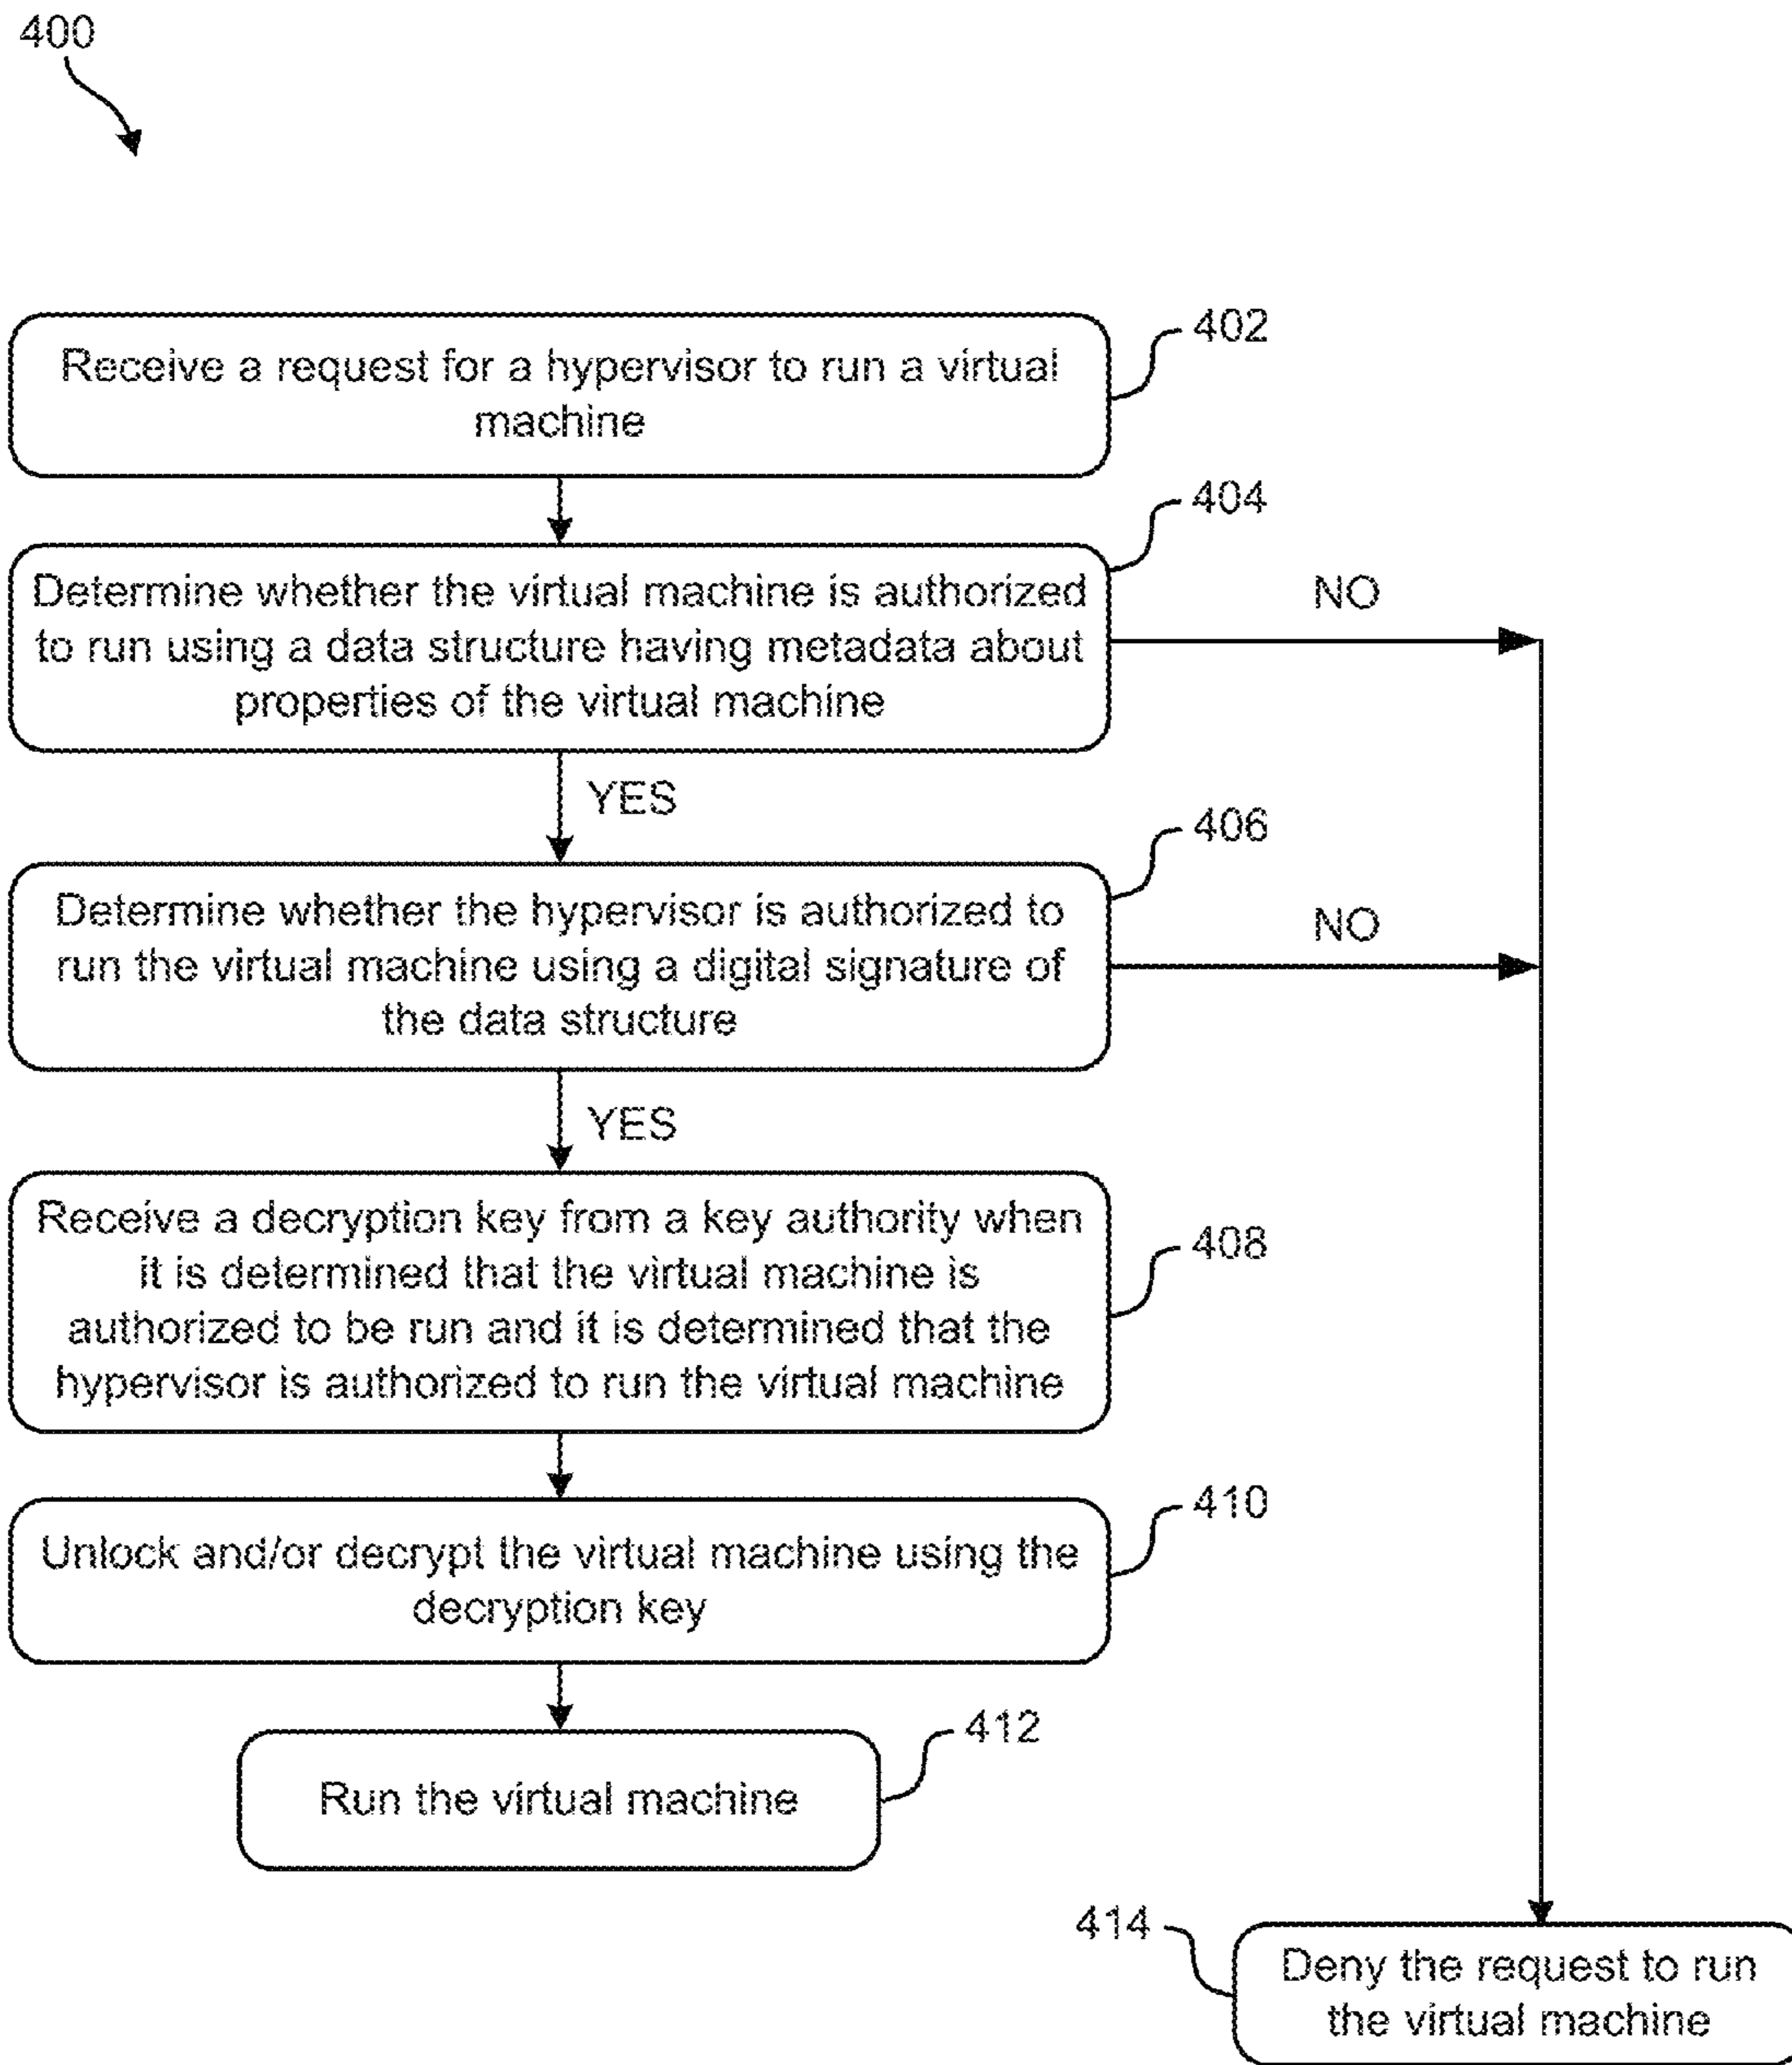 400
Receive a request for a hypervisor to run a virtual
machine
402
Determine whether the virtual machine is authorized
to run using a data structure having metadata about
properties of the virtual machine
404
NO
YES
Determine whether the hypervisor is authorized to
run the virtual machine using a digital signature of
the data structure
406
NO
YES
Receive a decryption key from a key authority when
it is determined that the virtual machine is
authorized to be run and it is determined that the
hypervisor is authorized to run the virtual machine
408
Unlock and/or decrypt the virtual machine using the
decryption key
410
Run the virtual machine
412
414
Deny the request to run
the virtual machine